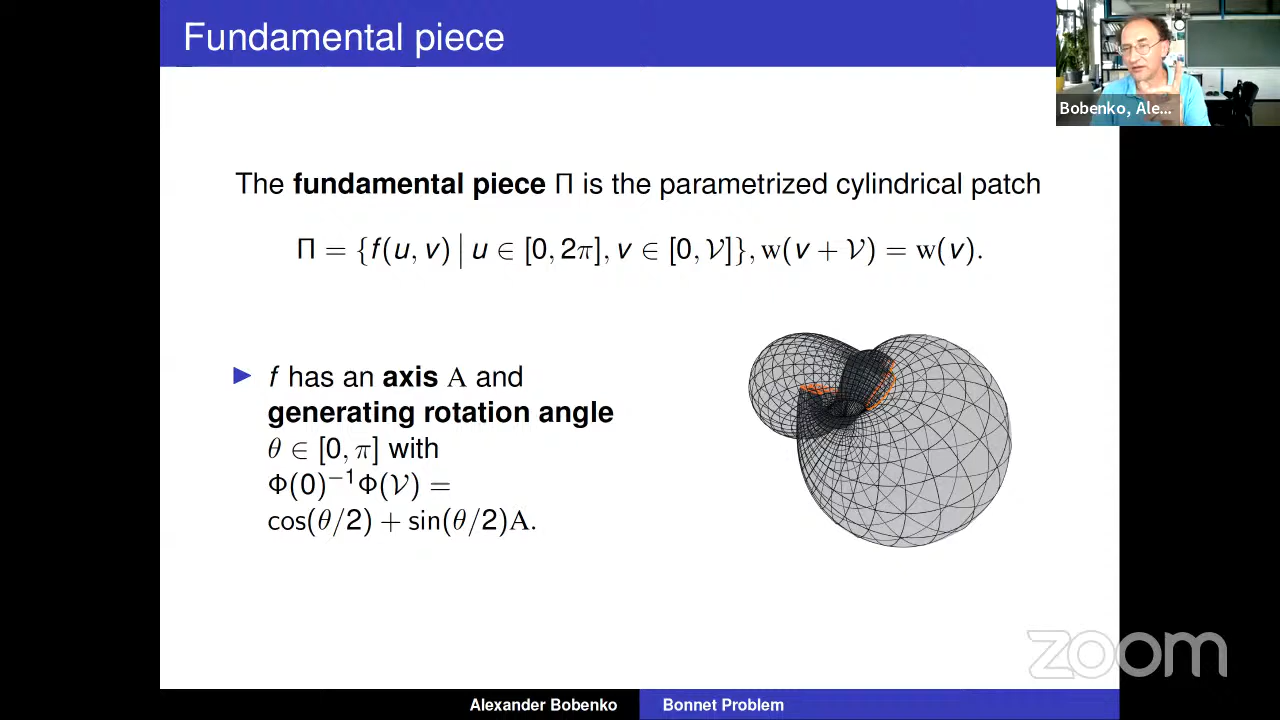 Fundamental piece
Bobenko, Ale...
The fundamental piece Π is the parametrized cylindrical patch
Π = {f(u, v) | u ∈ [0, 2π], v ∈ [0, 𝒱]}, w(v + 𝒱) = w(v).
▶ f has an axis A and
generating rotation angle
θ ∈ [0, π] with
Φ(0)⁻¹Φ(𝒱) =
cos(θ/2) + sin(θ/2)A.
zoom
Alexander Bobenko
Bonnet Problem